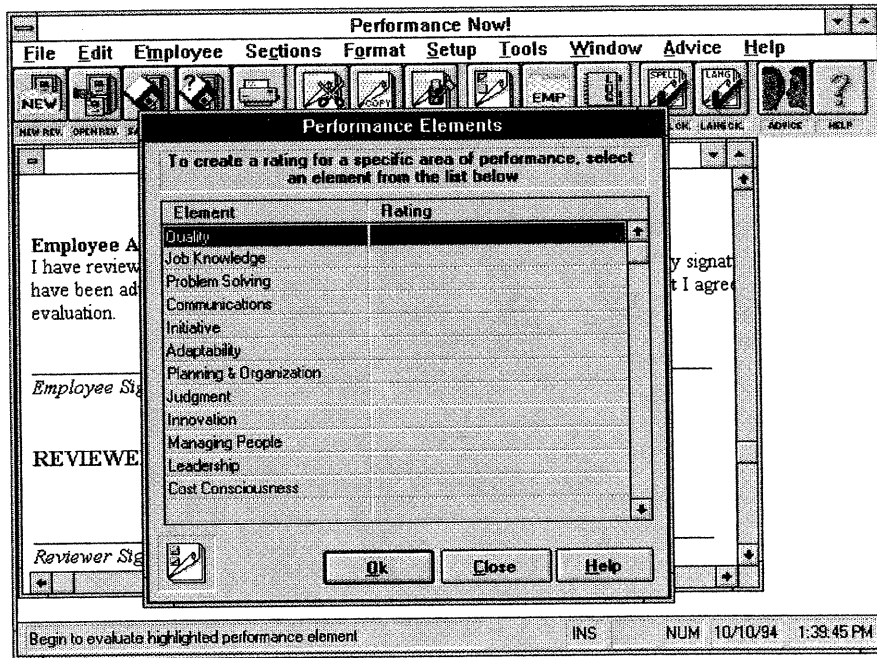 Performance Now!
File Edit Employee Sections Format Setup Tools Window Advice Help
NEW COPY EMP LOG SPELL LANG ?
NEW REV. OPEN REV. LANG CK. ADVICE HELP
Performance Elements
To create a rating for a specific area of performance, select
an element from the list below
Element Rating
Quality
Job Knowledge
Problem Solving
Communications
Initiative
Adaptability
Planning & Organization
Judgment
Innovation
Managing People
Leadership
Cost Consciousness
Employee A
I have review y signat
have been ad t I agree
evaluation.
Employee Sig
REVIEWE
Reviewer Sig
Ok Close Help
Begin to evaluate highlighted performance element INS NUM 10/10/94 1:39:45 PM